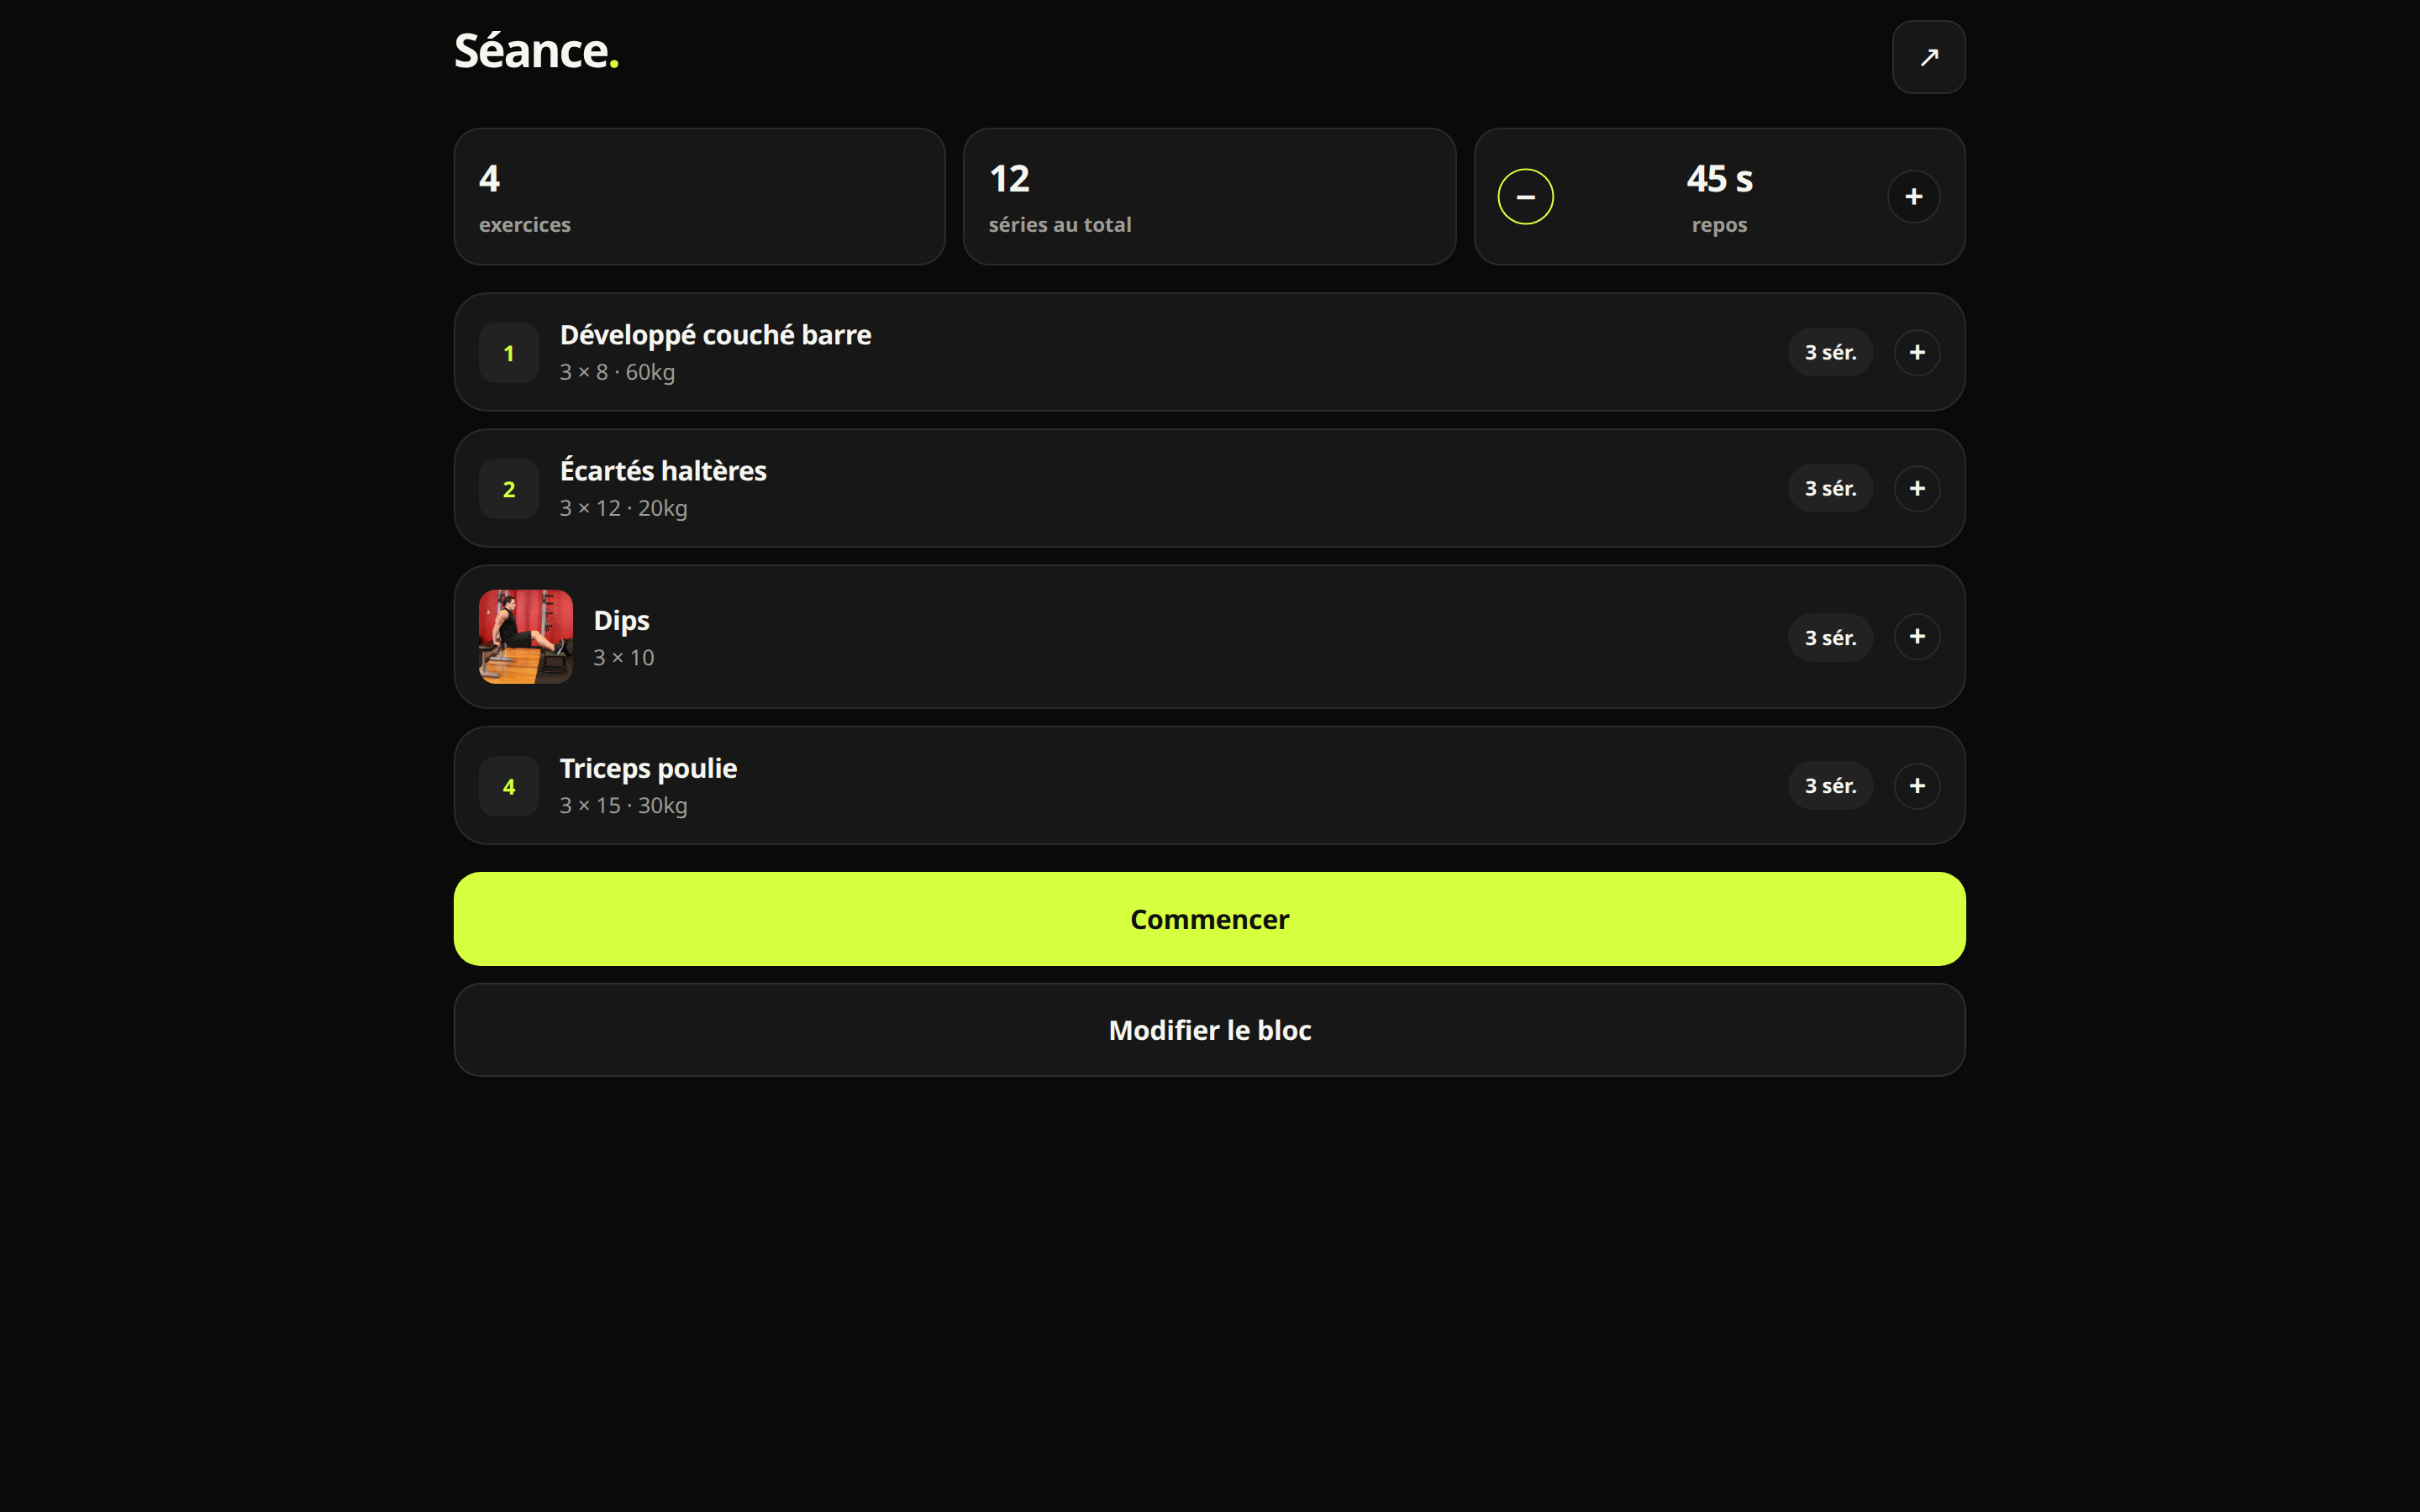 Séance.
↗
4
exercices
12
séries au total
−
45 s
repos
+
1
Développé couché barre
3 × 8 · 60kg
3 sér.
+
2
Écartés haltères
3 × 12 · 20kg
3 sér.
+
Dips
3 × 10
3 sér.
+
4
Triceps poulie
3 × 15 · 30kg
3 sér.
+
Commencer
Modifier le bloc